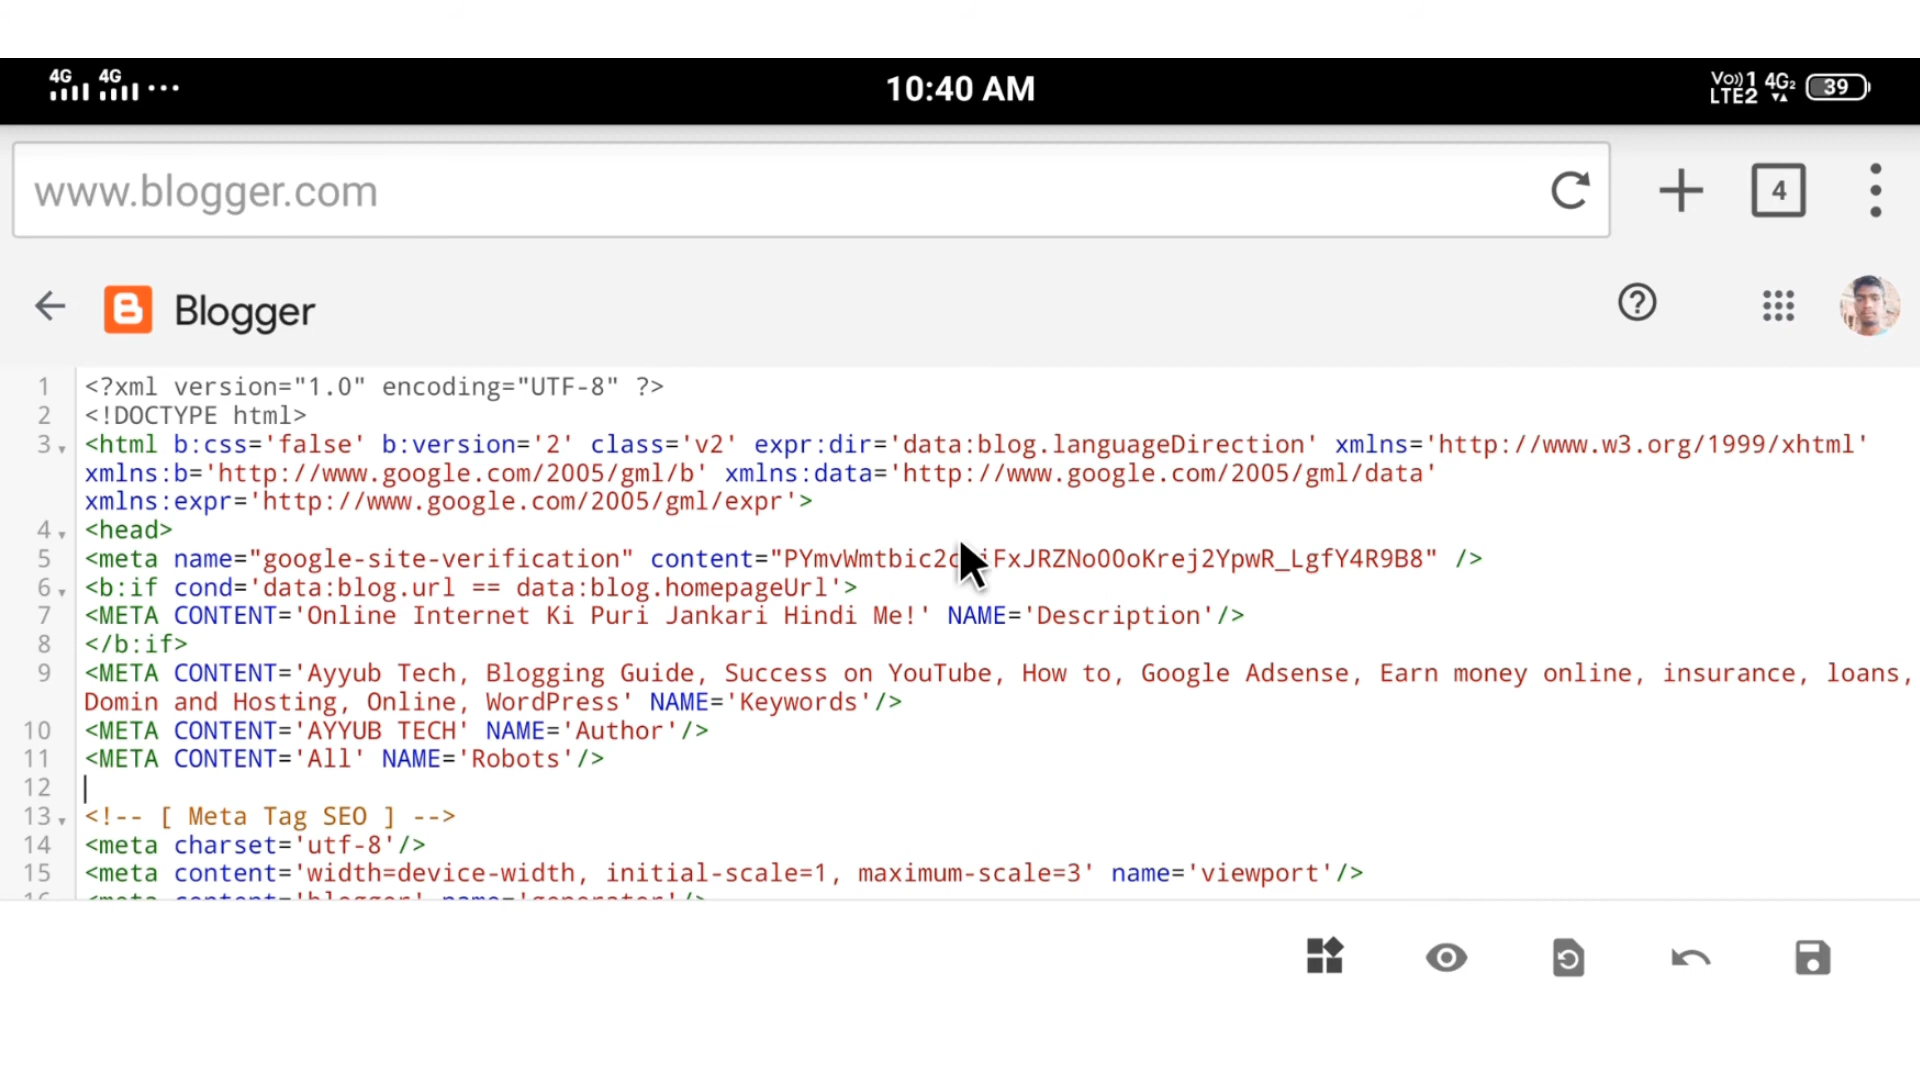 4G 4G 10:40 AM Vo)) 1 LTE2 4G2 39
www.blogger.com 4
Blogger
1 <?xml version="1.0" encoding="UTF-8" ?>
2 <!DOCTYPE html>
3 <html b:css='false' b:version='2' class='v2' expr:dir='data:blog.languageDirection' xmlns='http://www.w3.org/1999/xhtml'
xmlns:b='http://www.google.com/2005/gml/b' xmlns:data='http://www.google.com/2005/gml/data'
xmlns:expr='http://www.google.com/2005/gml/expr'>
4 <head>
5 <meta name="google-site-verification" />
6 <b:if cond='data:blog.url == data:blog.homepageUrl'>
7 <META CONTENT='Online Internet Ki Puri Jankari Hindi Me!' NAME='Description'/>
8 </b:if>
9 <META CONTENT='Ayyub Tech, Blogging Guide, Success on YouTube, How to, Google Adsense, Earn money online, insurance, loans,
Domin and Hosting, Online, WordPress' NAME='Keywords'/>
10 <META CONTENT='AYYUB TECH' NAME='Author'/>
11 <META CONTENT='All' NAME='Robots'/>
12
13 <!-- [ Meta Tag SEO ] -->
14 <meta charset='utf-8'/>
15 <meta content='width=device-width, initial-scale=1, maximum-scale=3' name='viewport'/>